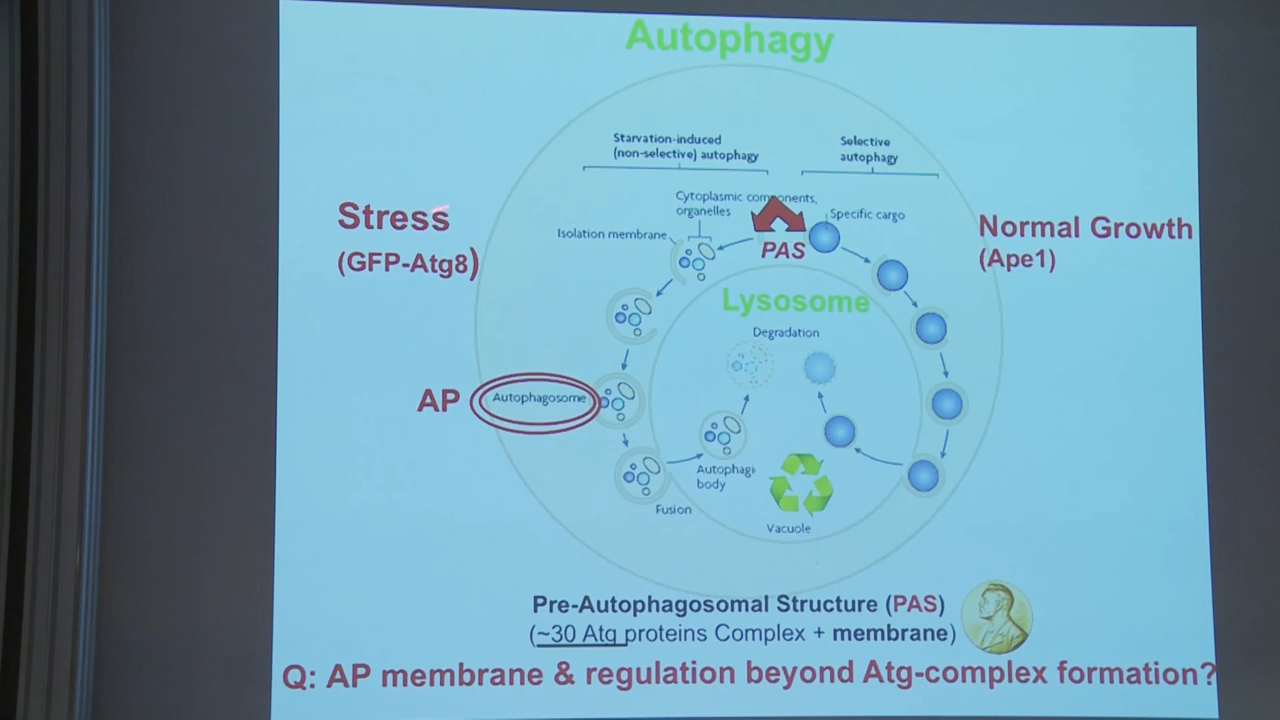 Autophagy
Starvation-induced
(non-selective) autophagy
Selective
autophagy
Cytoplasmic components,
organelles
Specific cargo
Isolation membrane
PAS
Stress
(GFP-Atg8)
Normal Growth
(Ape1)
Lysosome
Degradation
AP
Autophagosome
Autophagi
body
Fusion
Vacuole
Pre-Autophagosomal Structure (PAS)
(~30 Atg proteins Complex + membrane)
Q: AP membrane & regulation beyond Atg-complex formation?